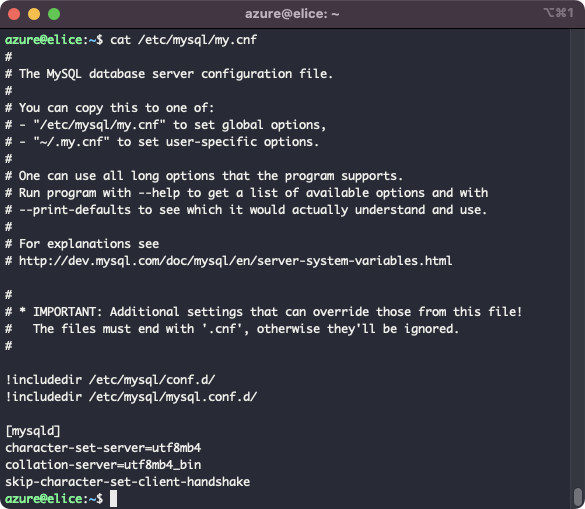 azure@elice: ~
⌥⌘1
azure@elice:~$ cat /etc/mysql/my.cnf
#
# The MySQL database server configuration file.
#
# You can copy this to one of:
# - "/etc/mysql/my.cnf" to set global options,
# - "~/.my.cnf" to set user-specific options.
#
# One can use all long options that the program supports.
# Run program with --help to get a list of available options and with
# --print-defaults to see which it would actually understand and use.
#
# For explanations see
# http://dev.mysql.com/doc/mysql/en/server-system-variables.html

#
# * IMPORTANT: Additional settings that can override those from this file!
#   The files must end with '.cnf', otherwise they'll be ignored.
#

!includedir /etc/mysql/conf.d/
!includedir /etc/mysql/mysql.conf.d/

[mysqld]
character-set-server=utf8mb4
collation-server=utf8mb4_bin
skip-character-set-client-handshake
azure@elice:~$